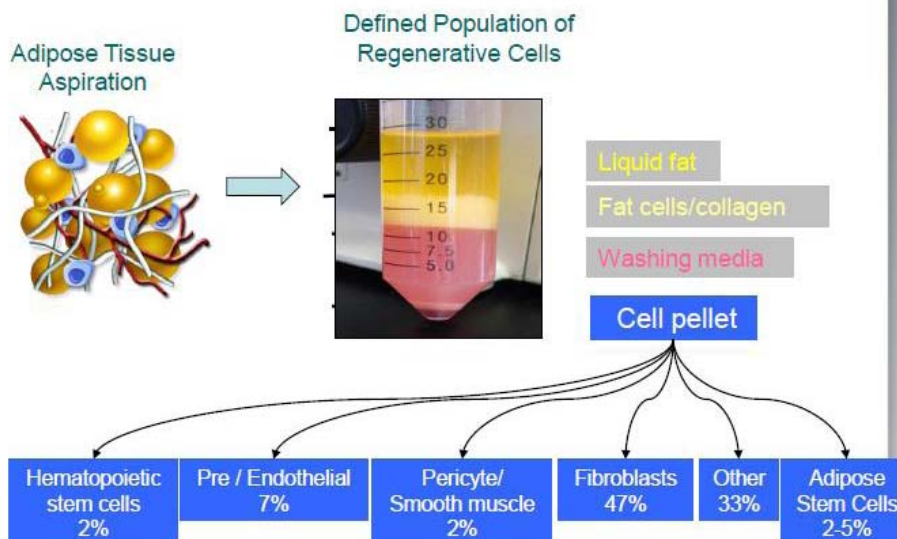 Adipose Tissue
Aspiration
Defined Population of
Regenerative Cells
30
25
20
15
10
7.5
5.0
Liquid fat
Fat cells/collagen
Washing media
Cell pellet
Hematopoietic
stem cells
2%
Pre / Endothelial
7%
Pericyte/
Smooth muscle
2%
Fibroblasts
47%
Other
33%
Adipose
Stem Cells
2-5%